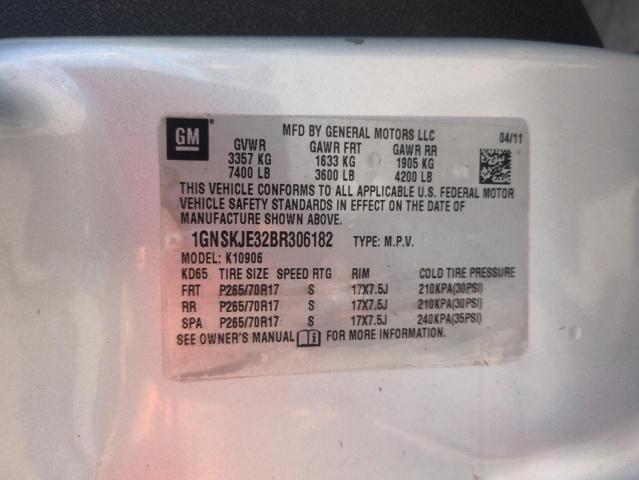 GM
MFD BY GENERAL MOTORS LLC 04/11
GVWR GAWR FRT GAWR RR
3357 KG 1633 KG 1905 KG
7400 LB 3600 LB 4200 LB
THIS VEHICLE CONFORMS TO ALL APPLICABLE U.S. FEDERAL MOTOR
VEHICLE SAFETY STANDARDS IN EFFECT ON THE DATE OF
MANUFACTURE SHOWN ABOVE.
1GNSKJE32BR306182 TYPE: M.P.V.
MODEL: K10906
KD65 TIRE SIZE SPEED RTG RIM COLD TIRE PRESSURE
FRT P265/70R17 S 17X7.5J 210KPA(30PSI)
RR P265/70R17 S 17X7.5J 210KPA(30PSI)
SPA P265/70R17 S 17X7.5J 240KPA(35PSI)
SEE OWNER'S MANUAL i FOR MORE INFORMATION.